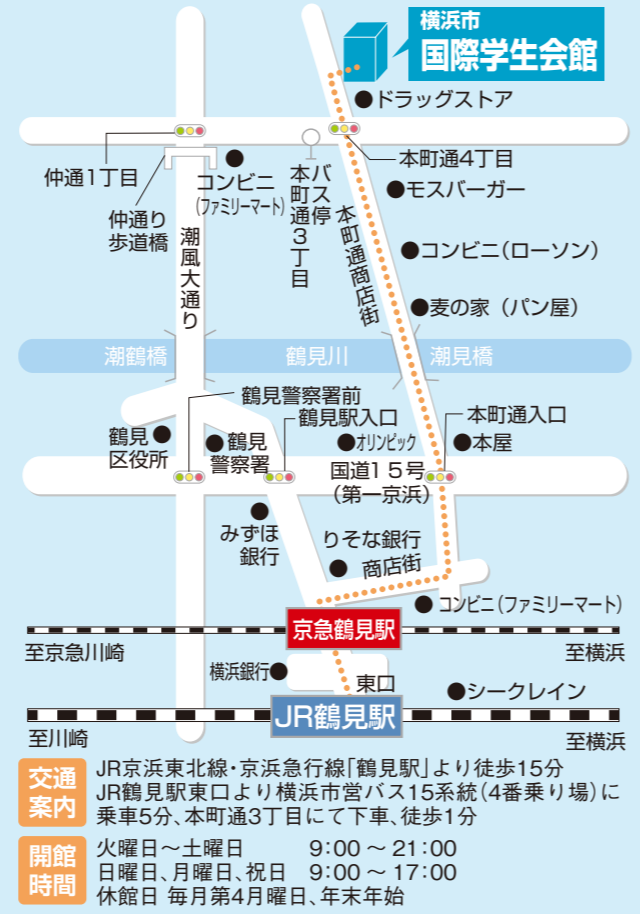 横浜市
国際学生会館
ドラッグストア
仲通1丁目
本町通4丁目
コンビニ
(ファミリーマート)
バス停
本町通3丁目
モスバーガー
仲通り
歩道橋
潮風大通り
本町通商店街
コンビニ(ローソン)
麦の家(パン屋)
潮鶴橋
鶴見川
潮見橋
鶴見警察署前
鶴見駅入口
本町通入口
鶴見
区役所
鶴見
警察署
オリンピック
本屋
国道15号
(第一京浜)
みずほ
銀行
りそな銀行
商店街
コンビニ(ファミリーマート)
京急鶴見駅
至京急川崎
至横浜
横浜銀行
東口
シークレイン
JR鶴見駅
至川崎
至横浜
交通
案内
JR京浜東北線・京浜急行線「鶴見駅」より徒歩15分
JR鶴見駅東口より横浜市営バス15系統(4番乗り場)に
乗車5分、本町通3丁目にて下車、徒歩1分
開館
時間
火曜日~土曜日 9:00 ~ 21:00
日曜日、月曜日、祝日 9:00 ~ 17:00
休館日 毎月第4月曜日、年末年始